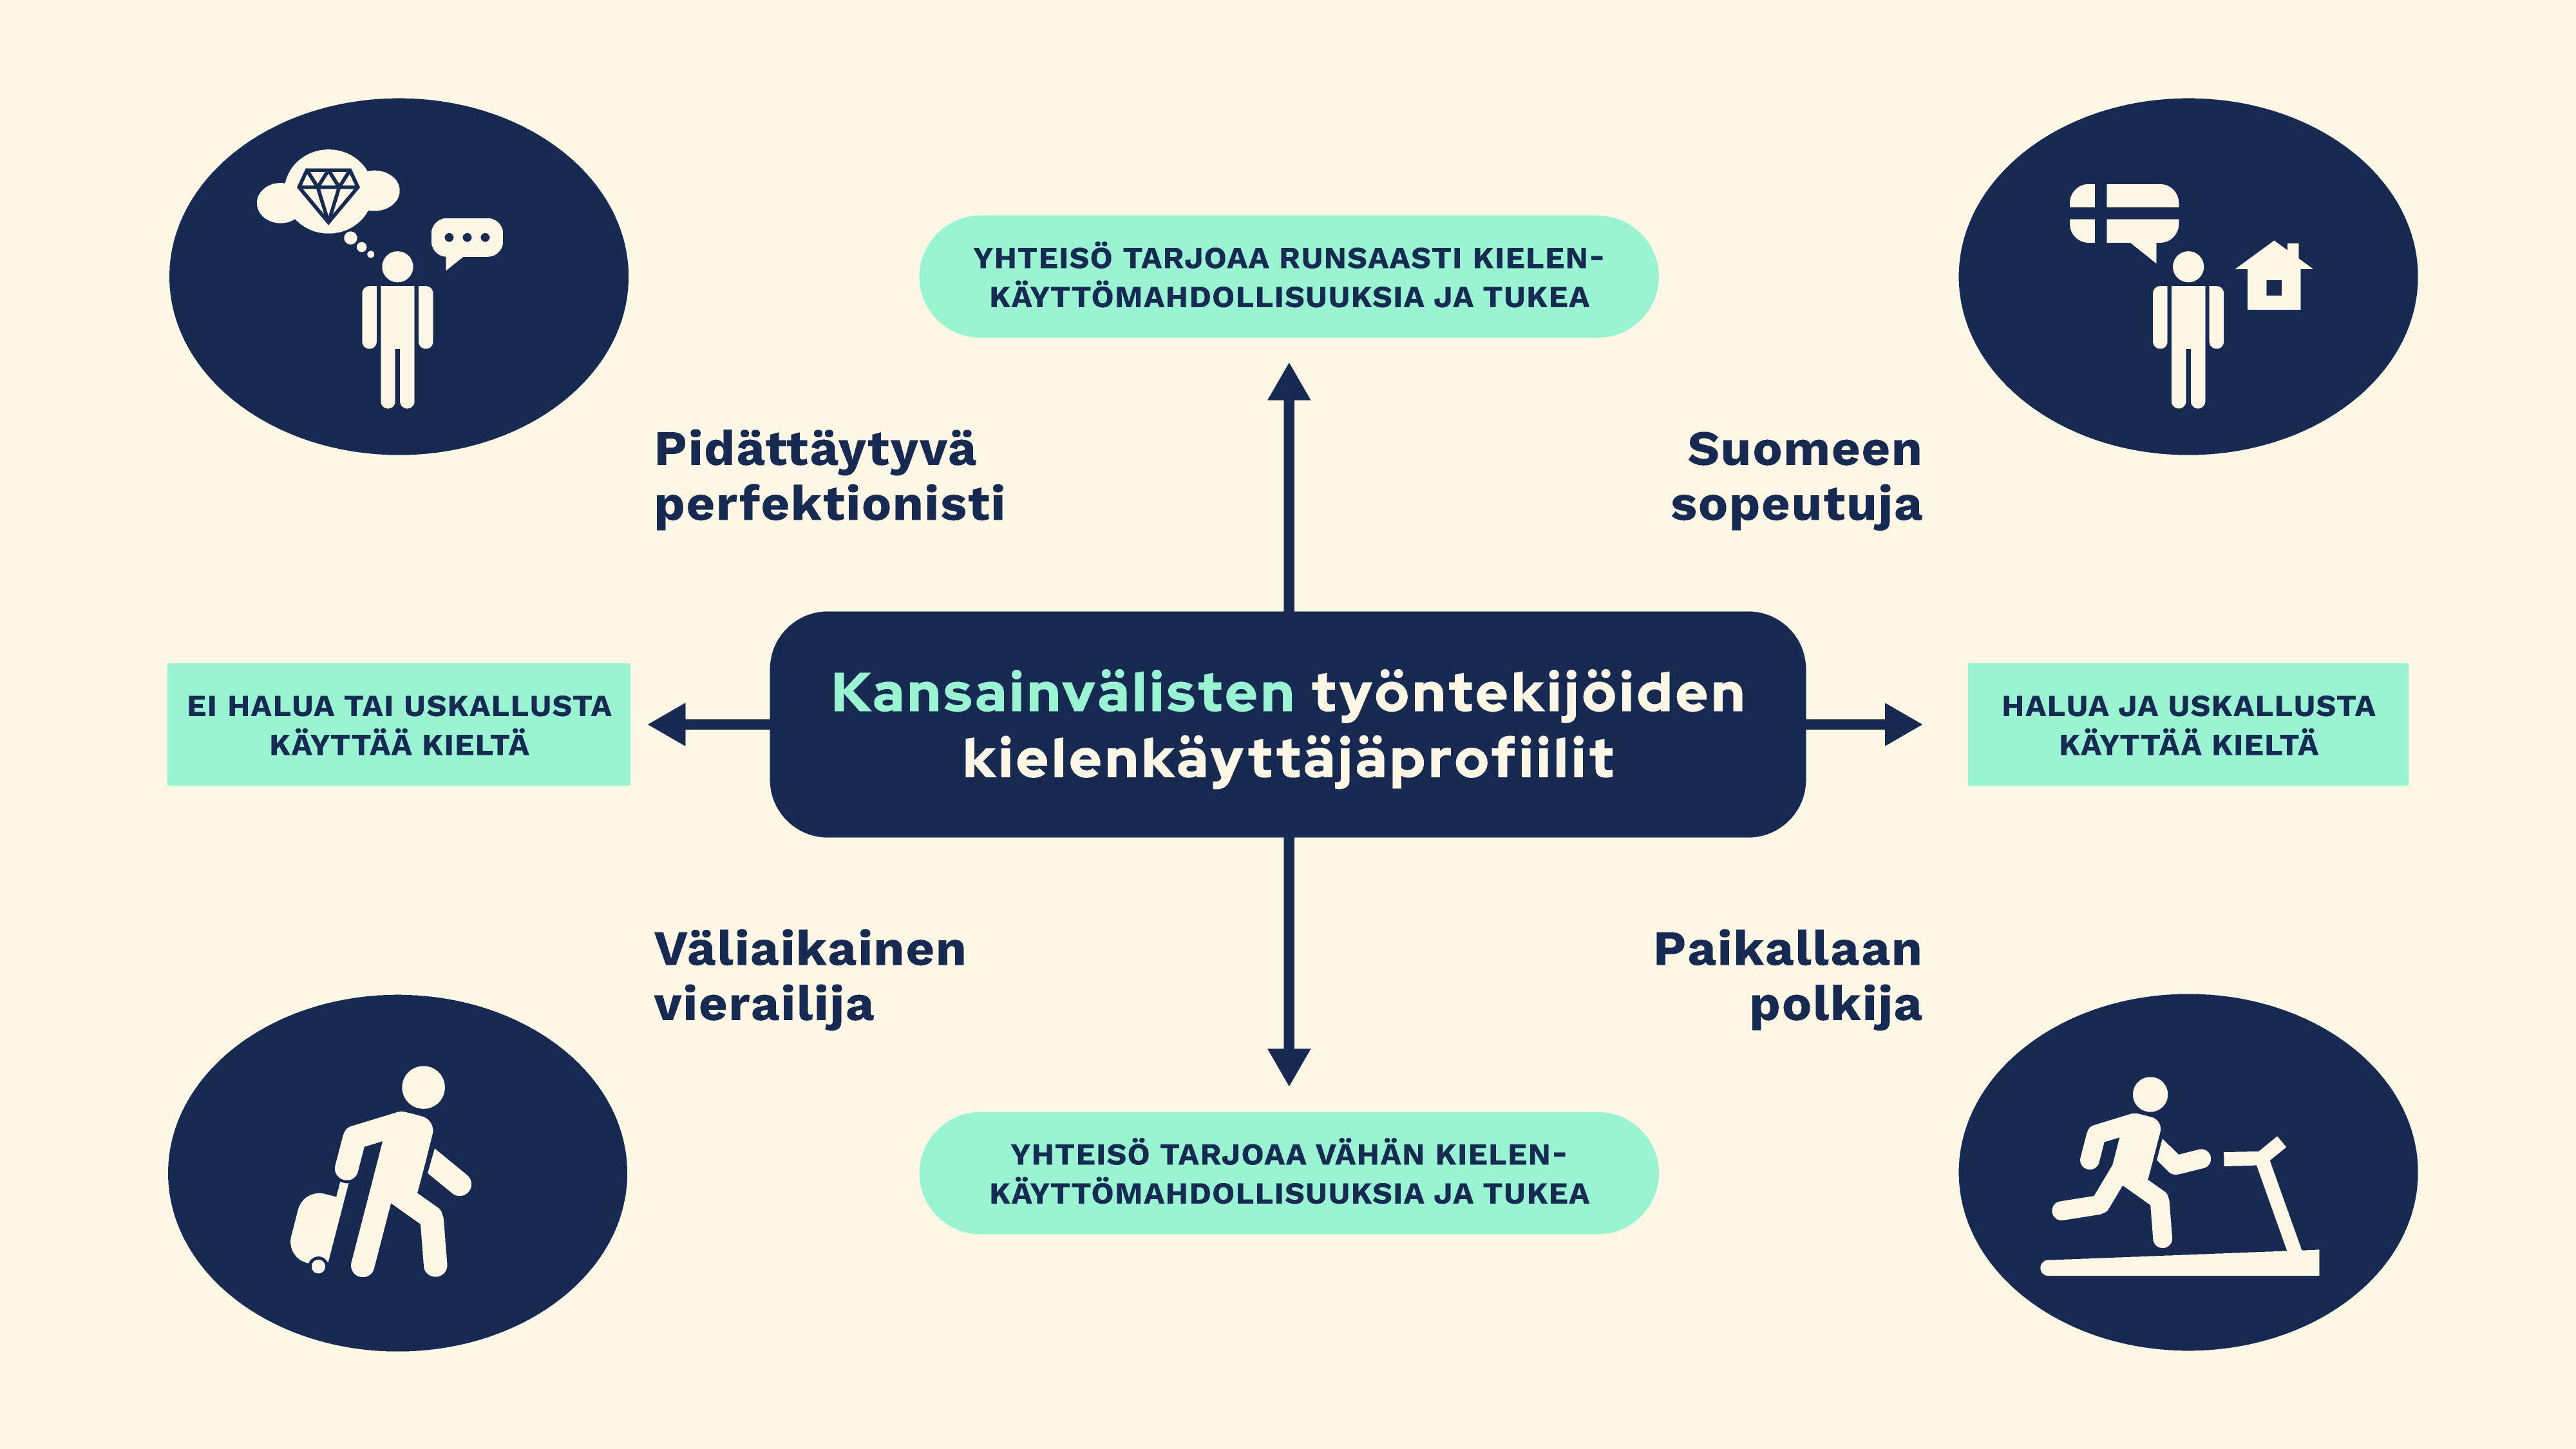 YHTEISÖ TARJOAA RUNSAASTI KIELEN-
KÄYTTÖMAHDOLLISUUKSIA JA TUKEA
Pidättäytyvä
perfektionisti
Suomeen
sopeutuja
EI HALUA TAI USKALLUSTA
KÄYTTÄÄ KIELTÄ
Kansainvälisten työntekijöiden
kielenkäyttäjäprofiilit
HALUA JA USKALLUSTA
KÄYTTÄÄ KIELTÄ
Väliaikainen
vierailija
Paikallaan
polkija
YHTEISÖ TARJOAA VÄHÄN KIELEN-
KÄYTTÖMAHDOLLISUUKSIA JA TUKEA